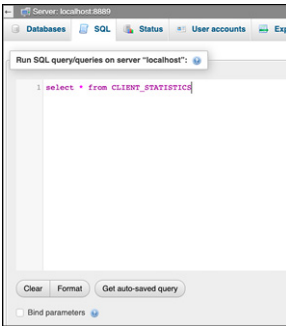 Server: localhost:8889
Databases SQL Status User accounts Exp
Run SQL query/queries on server "localhost":
1 select * from CLIENT_STATISTICS
Clear Format Get auto-saved query
Bind parameters